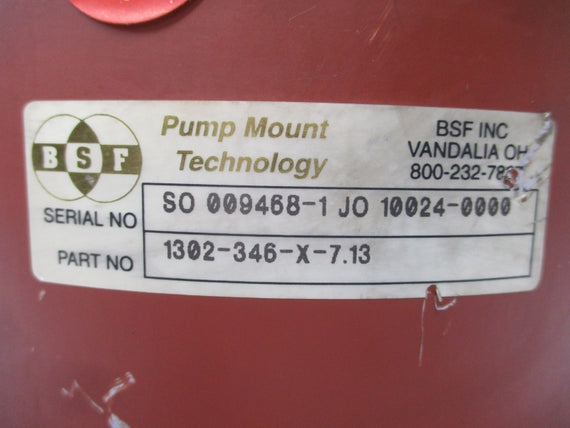 BSF
Pump Mount
Technology
BSF INC
VANDALIA OH
SERIAL NO
SO 009468-1 JO 10024-0000
PART NO
1302-346-X-7.13